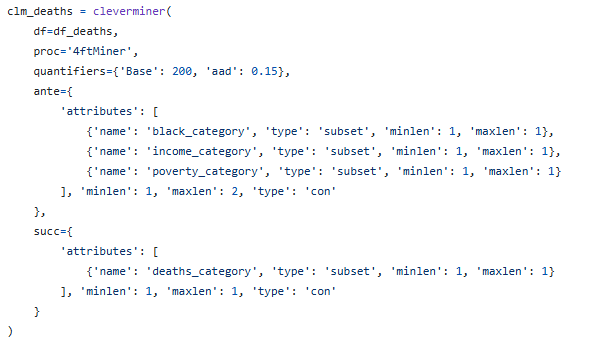 clm_deaths = cleverminer(
    df=df_deaths,
    proc='4ftMiner',
    quantifiers={'Base': 200, 'aad': 0.15},
    ante={
        'attributes': [
            {'name': 'black_category', 'type': 'subset', 'minlen': 1, 'maxlen': 1},
            {'name': 'income_category', 'type': 'subset', 'minlen': 1, 'maxlen': 1},
            {'name': 'poverty_category', 'type': 'subset', 'minlen': 1, 'maxlen': 1}
        ], 'minlen': 1, 'maxlen': 2, 'type': 'con'
    },
    succ={
        'attributes': [
            {'name': 'deaths_category', 'type': 'subset', 'minlen': 1, 'maxlen': 1}
        ], 'minlen': 1, 'maxlen': 1, 'type': 'con'
    }
)